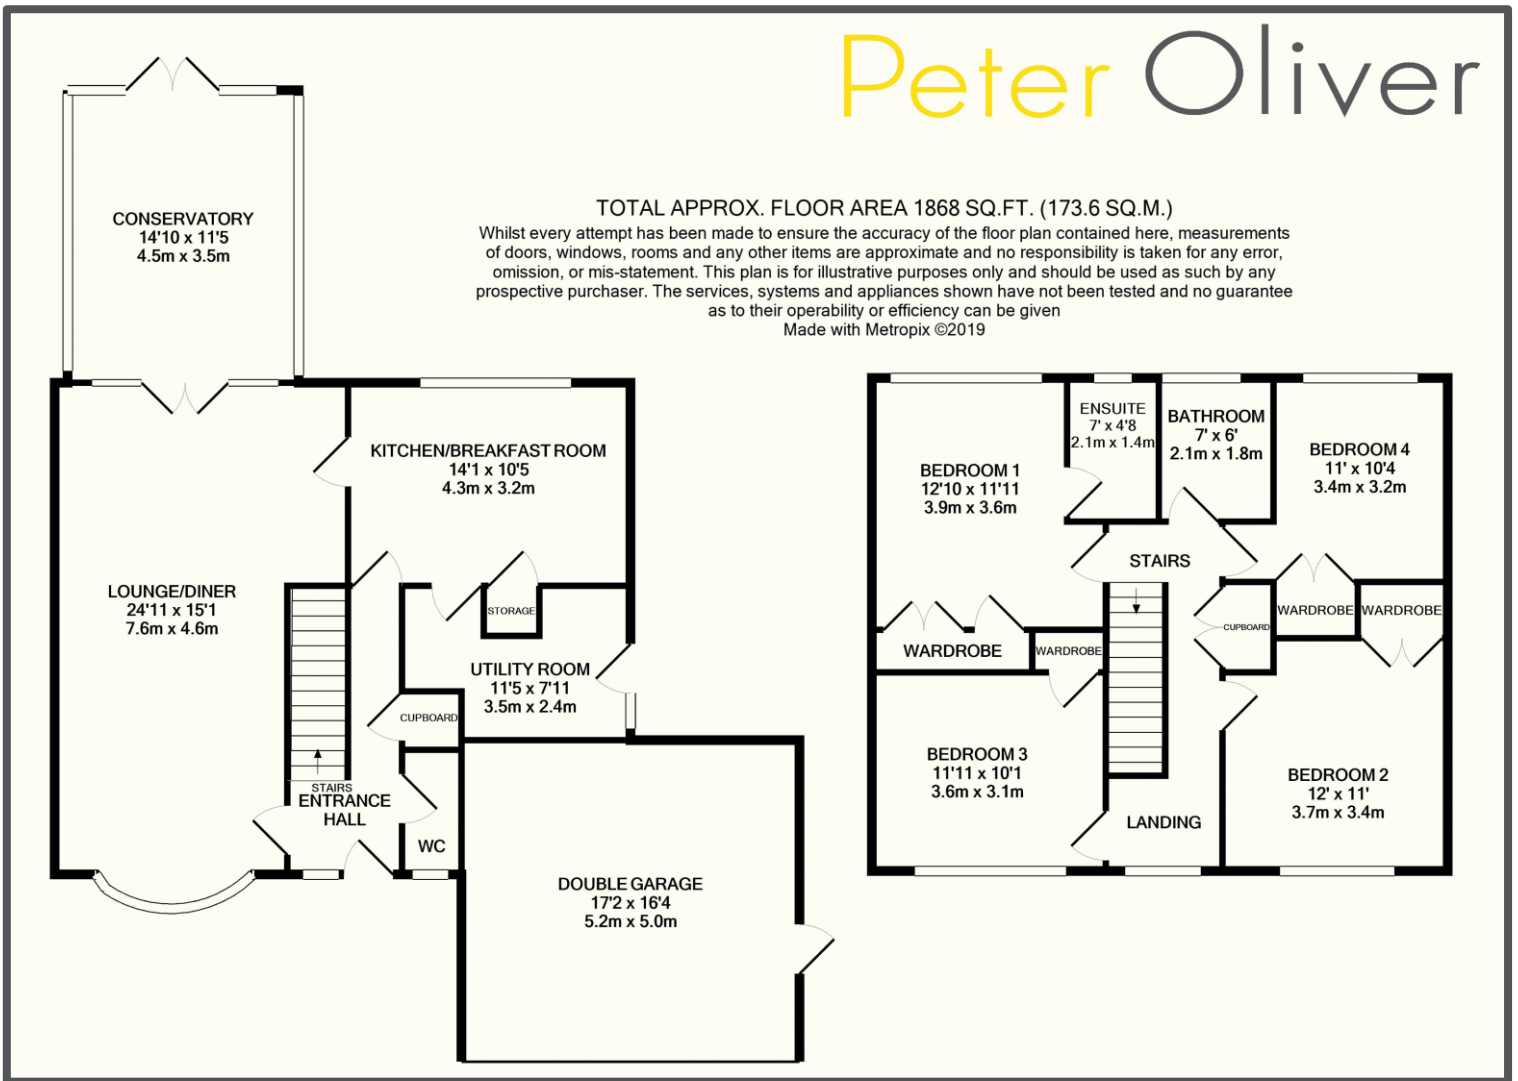 Peter Oliver
TOTAL APPROX. FLOOR AREA 1868 SQ.FT. (173.6 SQ.M.)
Whilst every attempt has been made to ensure the accuracy of the floor plan contained here, measurements
of doors, windows, rooms and any other items are approximate and no responsibility is taken for any error,
omission, or mis-statement. This plan is for illustrative purposes only and should be used as such by any
prospective purchaser. The services, systems and appliances shown have not been tested and no guarantee
as to their operability or efficiency can be given
Made with Metropix ©2019
CONSERVATORY
14'10 x 11'5
4.5m x 3.5m
KITCHEN/BREAKFAST ROOM
14'1 x 10'5
4.3m x 3.2m
LOUNGE/DINER
24'11 x 15'1
7.6m x 4.6m
STORAGE
UTILITY ROOM
11'5 x 7'11
3.5m x 2.4m
CUPBOARD
STAIRS
ENTRANCE
HALL
WC
DOUBLE GARAGE
17'2 x 16'4
5.2m x 5.0m
BEDROOM 1
12'10 x 11'11
3.9m x 3.6m
ENSUITE
7' x 4'8
2.1m x 1.4m
BATHROOM
7' x 6'
2.1m x 1.8m
BEDROOM 4
11' x 10'4
3.4m x 3.2m
STAIRS
WARDROBE
WARDROBE
CUPBOARD
WARDROBE
WARDROBE
BEDROOM 3
11'11 x 10'1
3.6m x 3.1m
BEDROOM 2
12' x 11'
3.7m x 3.4m
LANDING